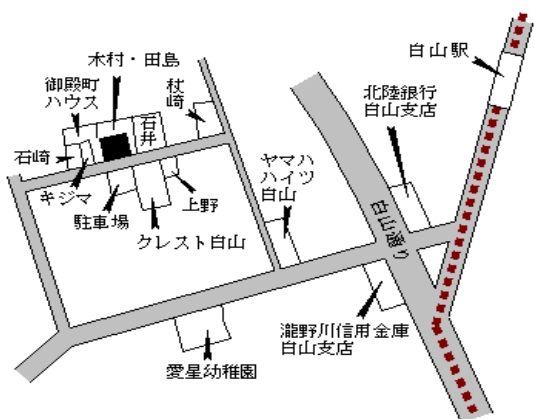 白山駅
木村・田島
御殿町
ハウス
杖
崎
北陸銀行
白山支店
石
井
石崎
ヤマハ
ハイツ
白山
キジマ
駐車場
上野
クレスト白山
白山通り
瀧野川信用金庫
白山支店
愛星幼稚園